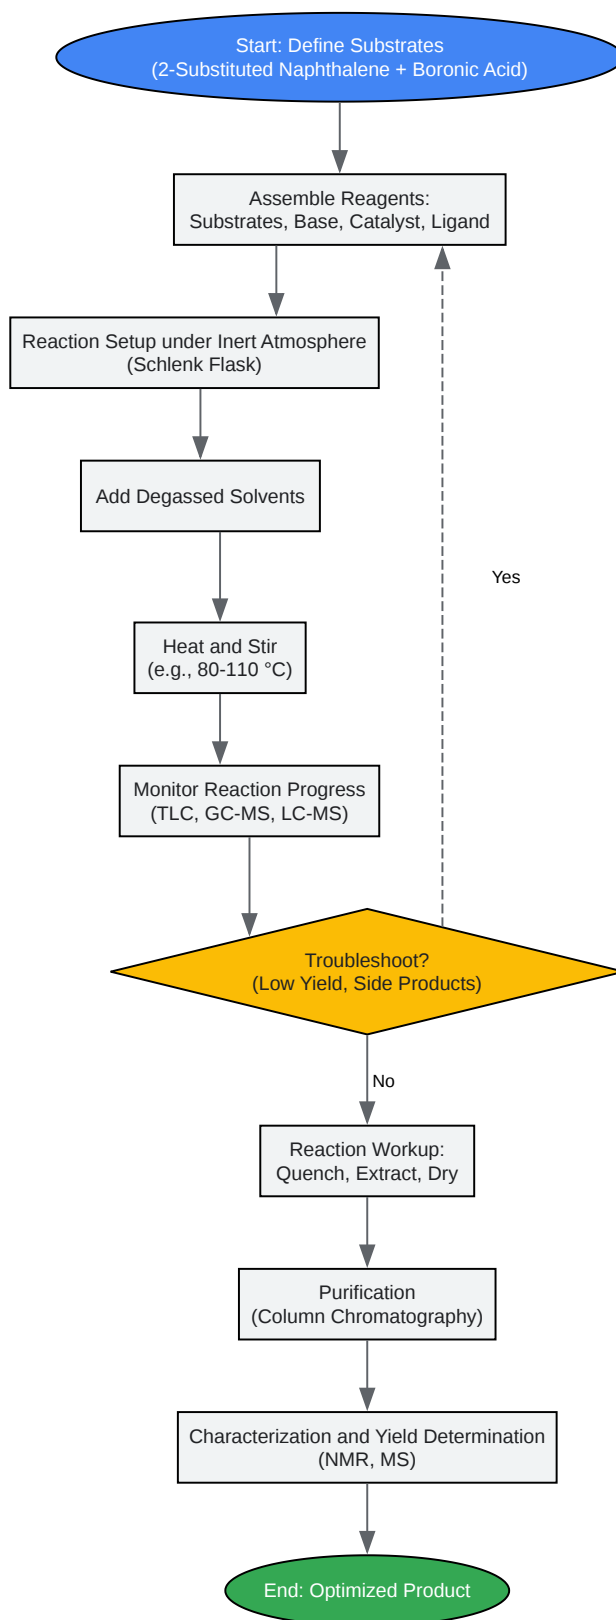 Start: Define Substrates
(2-Substituted Naphthalene + Boronic Acid)
Assemble Reagents:
Substrates, Base, Catalyst, Ligand
Reaction Setup under Inert Atmosphere
(Schlenk Flask)
Add Degassed Solvents
Yes
Heat and Stir
(e.g., 80-110 °C)
Monitor Reaction Progress
(TLC, GC-MS, LC-MS)
Troubleshoot?
(Low Yield, Side Products)
No
Reaction Workup:
Quench, Extract, Dry
Purification
(Column Chromatography)
Characterization and Yield Determination
(NMR, MS)
End: Optimized Product